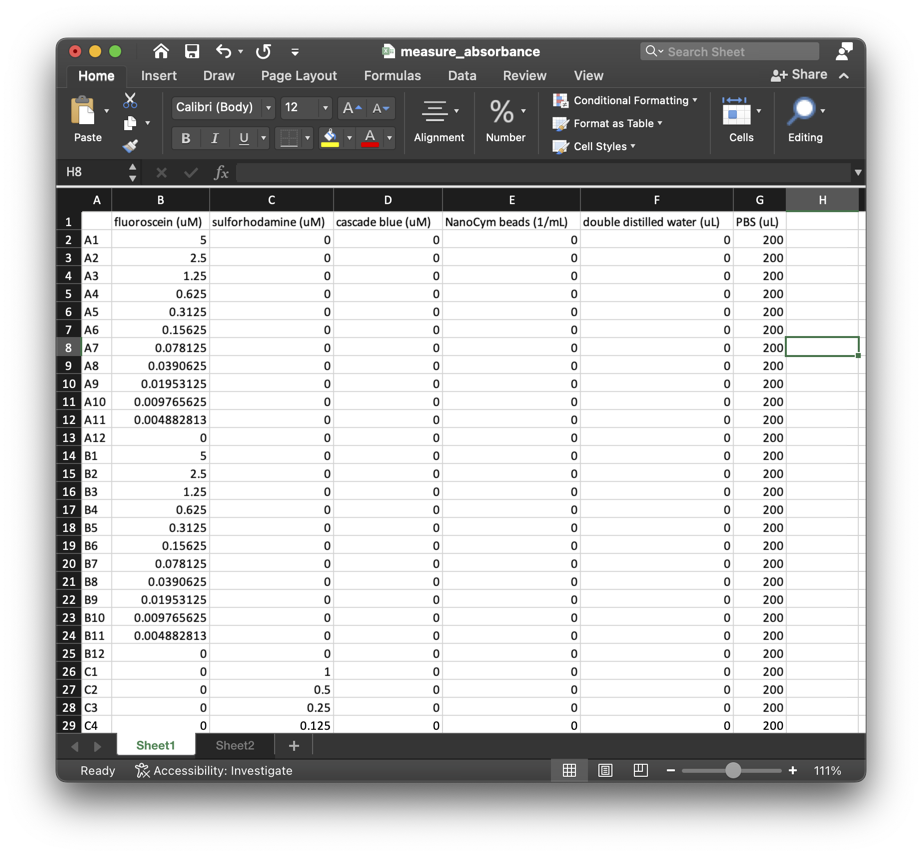 measure_absorbance
Search Sheet
Home Insert Draw Page Layout Formulas Data Review View Share
Paste
Calibri (Body) 12 A A
B I U A
Alignment
% Number
Conditional Formatting
Format as Table
Cell Styles
Cells
Editing
H8 fx
A B C D E F G H
1 fluoroscein (uM) sulforhodamine (uM) cascade blue (uM) NanoCym beads (1/mL) double distilled water (uL) PBS (uL)
2 A1 5 0 0 0 0 200
3 A2 2.5 0 0 0 0 200
4 A3 1.25 0 0 0 0 200
5 A4 0.625 0 0 0 0 200
6 A5 0.3125 0 0 0 0 200
7 A6 0.15625 0 0 0 0 200
8 A7 0.078125 0 0 0 0 200
9 A8 0.0390625 0 0 0 0 200
10 A9 0.01953125 0 0 0 0 200
11 A10 0.009765625 0 0 0 0 200
12 A11 0.004882813 0 0 0 0 200
13 A12 0 0 0 0 0 200
14 B1 5 0 0 0 0 200
15 B2 2.5 0 0 0 0 200
16 B3 1.25 0 0 0 0 200
17 B4 0.625 0 0 0 0 200
18 B5 0.3125 0 0 0 0 200
19 B6 0.15625 0 0 0 0 200
20 B7 0.078125 0 0 0 0 200
21 B8 0.0390625 0 0 0 0 200
22 B9 0.01953125 0 0 0 0 200
23 B10 0.009765625 0 0 0 0 200
24 B11 0.004882813 0 0 0 0 200
25 B12 0 0 0 0 0 200
26 C1 0 1 0 0 0 200
27 C2 0 0.5 0 0 0 200
28 C3 0 0.25 0 0 0 200
29 C4 0 0.125 0 0 0 200
Sheet1 Sheet2 +
Ready Accessibility: Investigate − + 111%